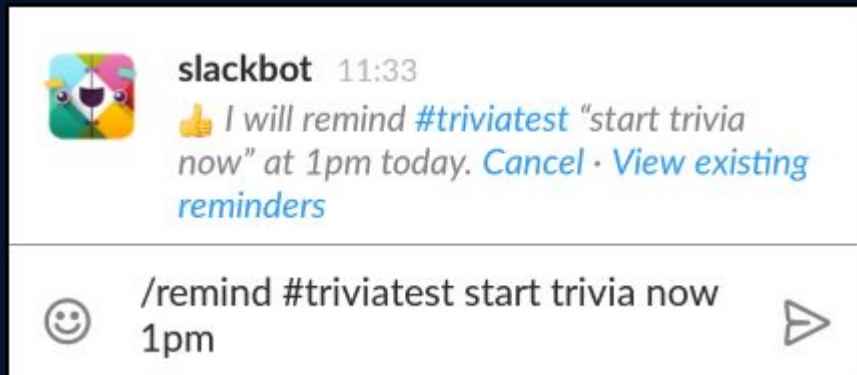 slackbot 11:33
👍 I will remind #triviatest “start trivia
now” at 1pm today. Cancel · View existing
reminders
/remind #triviatest start trivia now
1pm